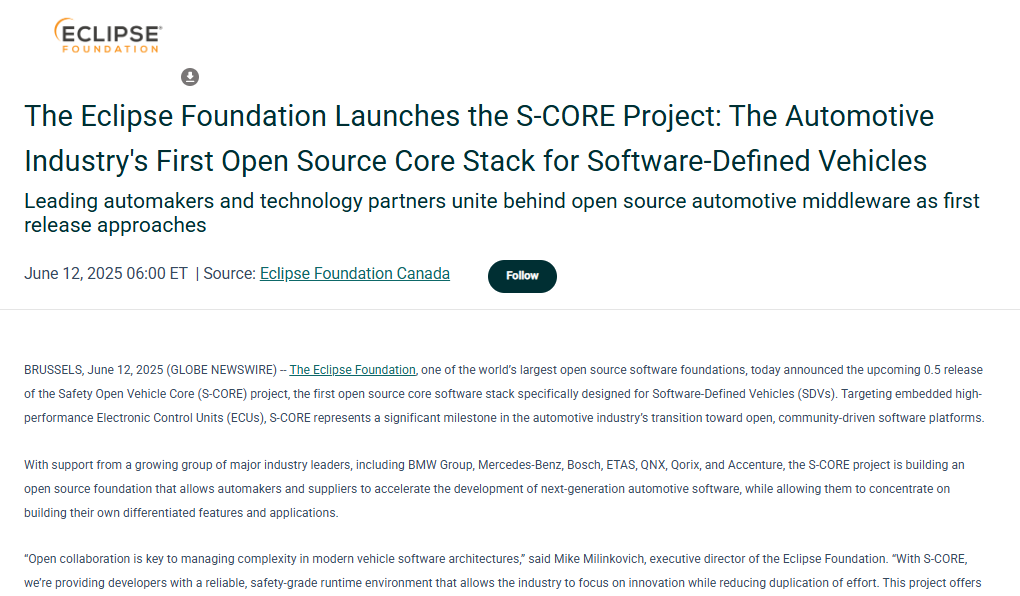 ECLIPSE®
FOUNDATION
The Eclipse Foundation Launches the S-CORE Project: The Automotive
Industry's First Open Source Core Stack for Software-Defined Vehicles
Leading automakers and technology partners unite behind open source automotive middleware as first
release approaches
June 12, 2025 06:00 ET | Source: Eclipse Foundation Canada
Follow
BRUSSELS, June 12, 2025 (GLOBE NEWSWIRE) -- The Eclipse Foundation, one of the world’s largest open source software foundations, today announced the upcoming 0.5 release
of the Safety Open Vehicle Core (S-CORE) project, the first open source core software stack specifically designed for Software-Defined Vehicles (SDVs). Targeting embedded high-
performance Electronic Control Units (ECUs), S-CORE represents a significant milestone in the automotive industry’s transition toward open, community-driven software platforms.
With support from a growing group of major industry leaders, including BMW Group, Mercedes-Benz, Bosch, ETAS, QNX, Qorix, and Accenture, the S-CORE project is building an
open source foundation that allows automakers and suppliers to accelerate the development of next-generation automotive software, while allowing them to concentrate on
building their own differentiated features and applications.
“Open collaboration is key to managing complexity in modern vehicle software architectures,” said Mike Milinkovich, executive director of the Eclipse Foundation. “With S-CORE,
we’re providing developers with a reliable, safety-grade runtime environment that allows the industry to focus on innovation while reducing duplication of effort. This project offers